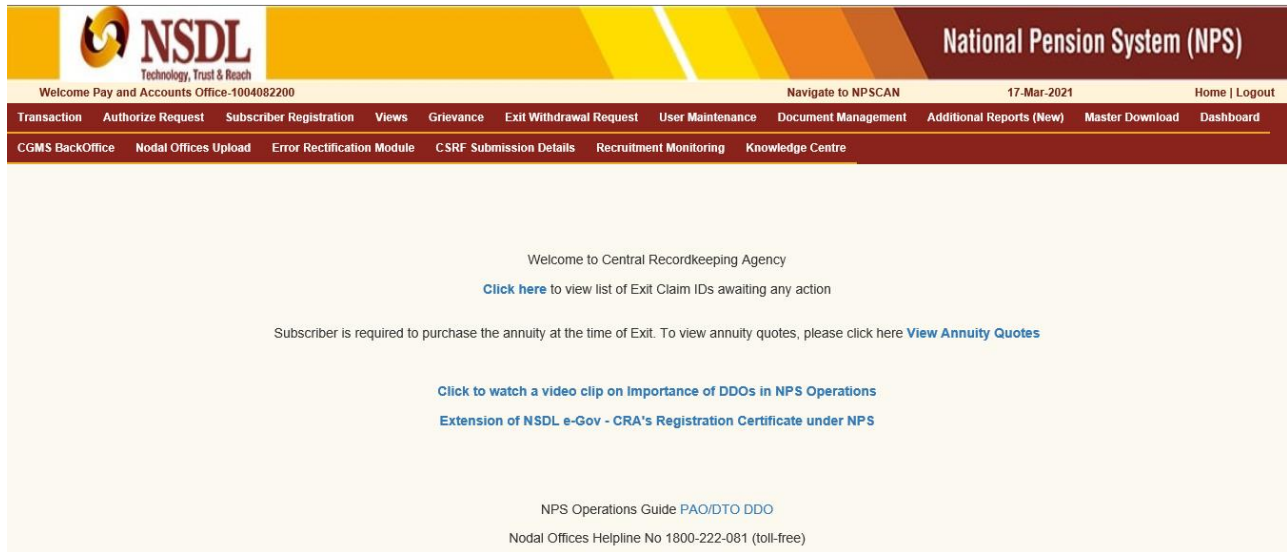 NSDL
Technology, Trust & Reach
National Pension System (NPS)
Welcome Pay and Accounts Office-1004082200 Navigate to NPSCAN 17-Mar-2021 Home | Logout
Transaction Authorize Request Subscriber Registration Views Grievance Exit Withdrawal Request User Maintenance Document Management Additional Reports (New) Master Download Dashboard
CGMS BackOffice Nodal Offices Upload Error Rectification Module CSRF Submission Details Recruitment Monitoring Knowledge Centre
Welcome to Central Recordkeeping Agency
Click here to view list of Exit Claim IDs awaiting any action
Subscriber is required to purchase the annuity at the time of Exit. To view annuity quotes, please click here View Annuity Quotes
Click to watch a video clip on Importance of DDOs in NPS Operations
Extension of NSDL e-Gov - CRA's Registration Certificate under NPS
NPS Operations Guide PAO/DTO DDO
Nodal Offices Helpline No 1800-222-081 (toll-free)